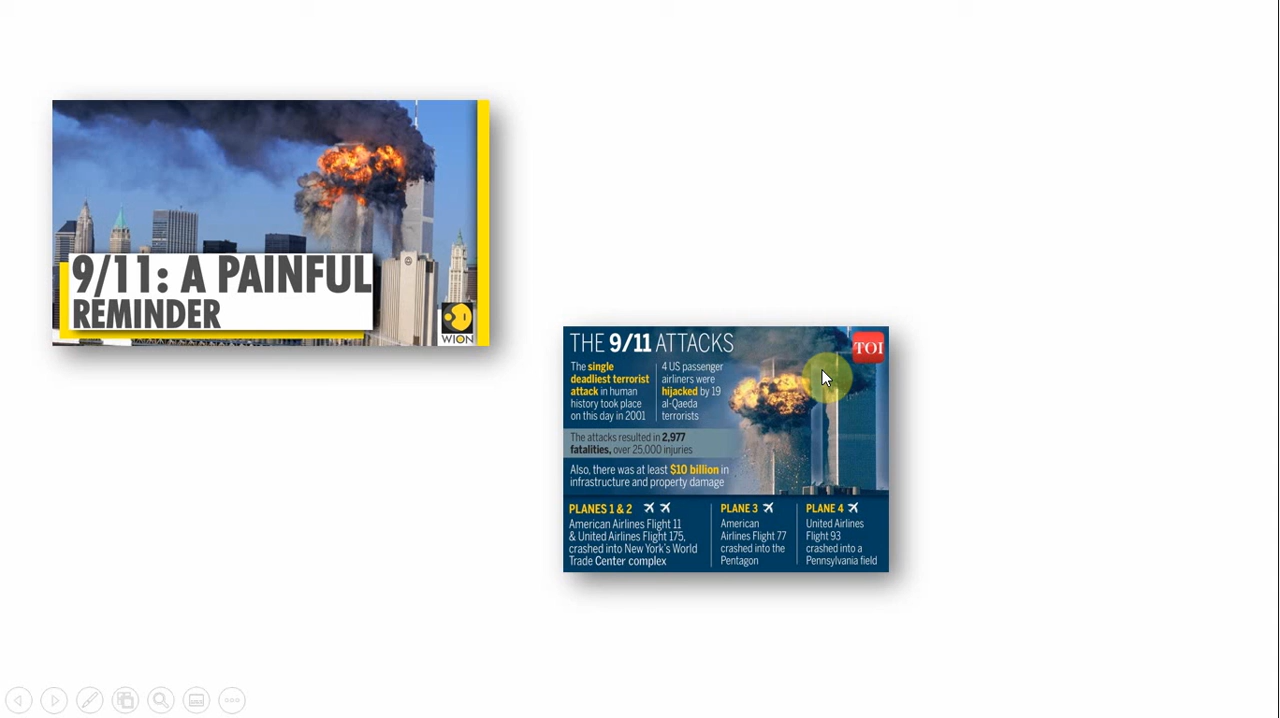 9/11: A PAINFUL
REMINDER
WION
THE 9/11 ATTACKS
TOI
The single
deadliest terrorist
attack in human
history took place
on this day in 2001
4 US passenger
airliners were
hijacked by 19
al-Qaeda
terrorists
The attacks resulted in 2,977
fatalities, over 25,000 injuries
Also, there was at least $10 billion in
infrastructure and property damage
PLANES 1 & 2
American Airlines Flight 11
& United Airlines Flight 175,
crashed into New York's World
Trade Center complex
PLANE 3
American
Airlines Flight 77
crashed into the
Pentagon
PLANE 4
United Airlines
Flight 93
crashed into a
Pennsylvania field